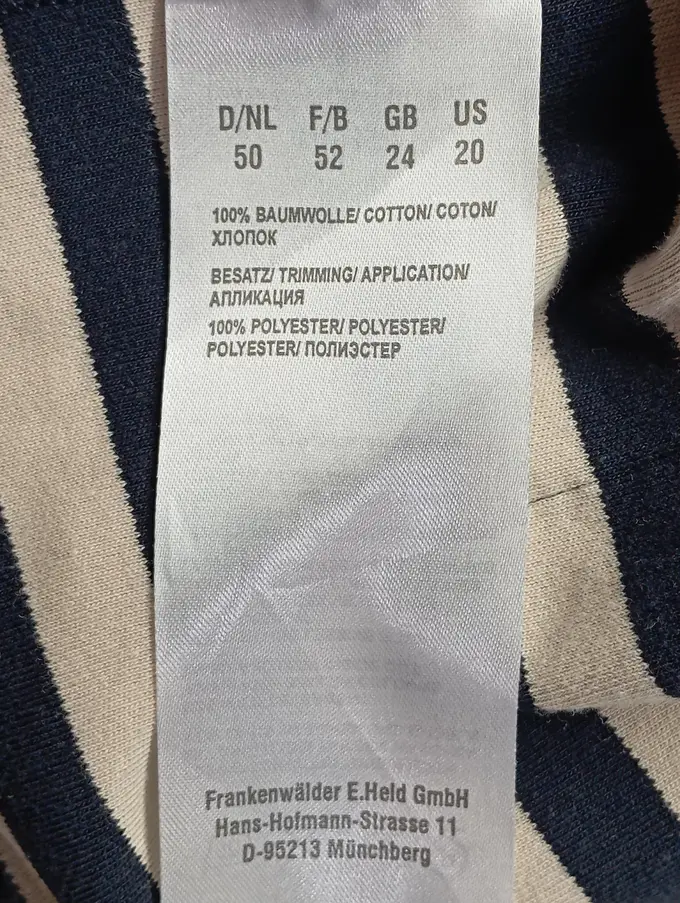 D/NL F/B GB US
50 52 24 20
100% BAUMWOLLE/ COTTON/ COTON/
ХЛОПОК
BESATZ/ TRIMMING/ APPLICATION/
АППЛИКАЦИЯ
100% POLYESTER/ POLYESTER/
POLYESTER/ ПОЛИЭСТЕР
Frankenwälder E.Held GmbH
Hans-Hofmann-Strasse 11
D-95213 Münchberg